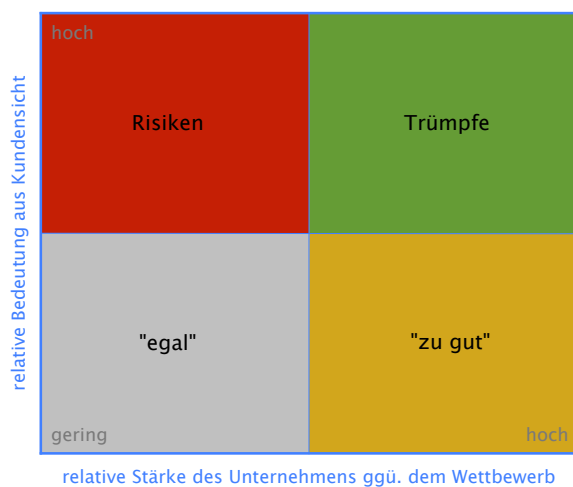 hoch
Risiken
Trümpfe
relative Bedeutung aus Kundensicht
"egal"
"zu gut"
gering
hoch
relative Stärke des Unternehmens ggü. dem Wettbewerb